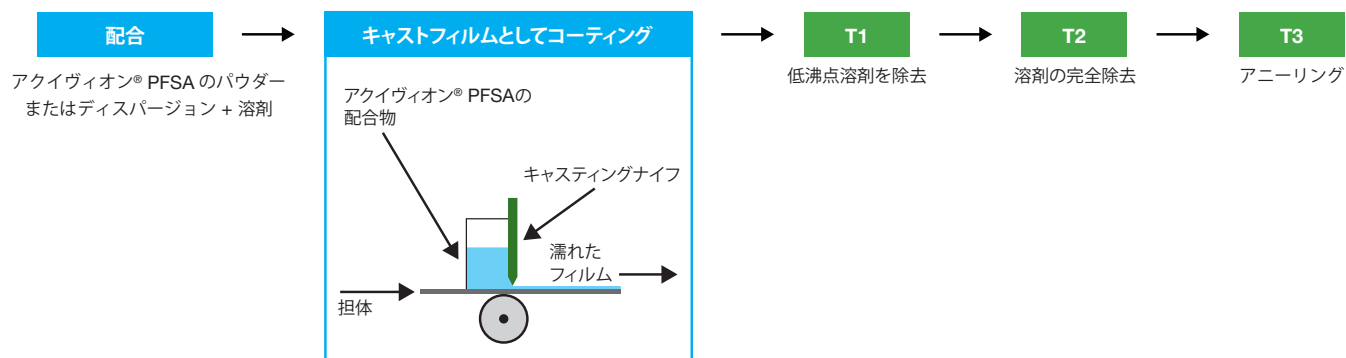 配合
アクイヴィオン® PFSA のパウダー
またはディスパージョン + 溶剤
キャストフィルムとしてコーティング
アクイヴィオン® PFSAの
配合物
キャスティングナイフ
濡れた
フィルム
担体
T1
低沸点溶剤を除去
T2
溶剤の完全除去
T3
アニーリング